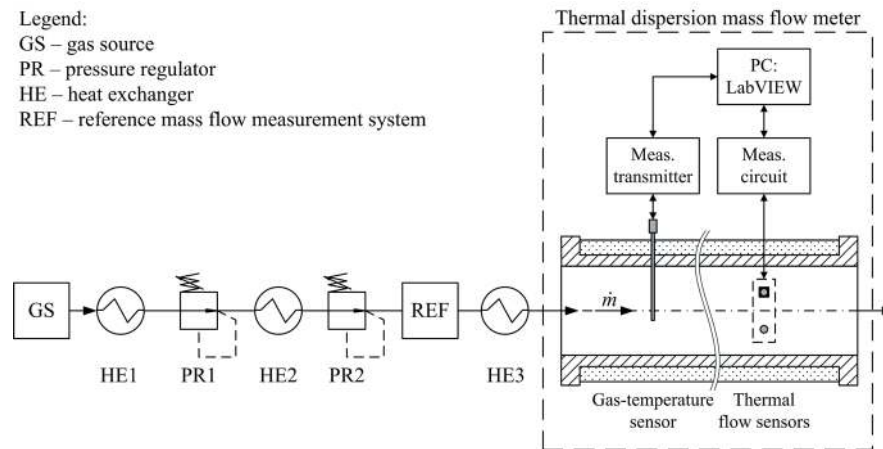 Legend:
GS – gas source
PR – pressure regulator
HE – heat exchanger
REF – reference mass flow measurement system
Thermal dispersion mass flow meter
PC:
LabVIEW
Meas.
transmitter
Meas.
circuit
GS
REF
ṁ
HE1
PR1
HE2
PR2
HE3
Gas-temperature
sensor
Thermal
flow sensors